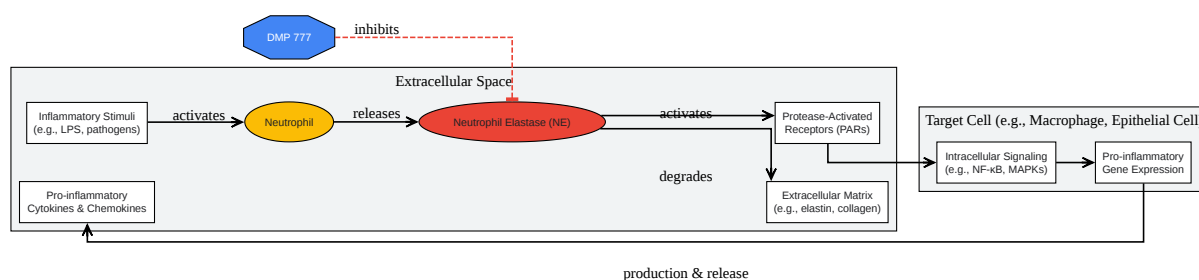 DMP 777
inhibits
Extracellular Space
Inflammatory Stimuli
(e.g., LPS, pathogens)
activates
Neutrophil
releases
Neutrophil Elastase (NE)
activates
Protease-Activated
Receptors (PARs)
Target Cell (e.g., Macrophage, Epithelial Cell
Intracellular Signaling
(e.g., NF-κB, MAPKs)
Pro-inflammatory
Gene Expression
degrades
Pro-inflammatory
Cytokines & Chemokines
Extracellular Matrix
(e.g., elastin, collagen)
production & release